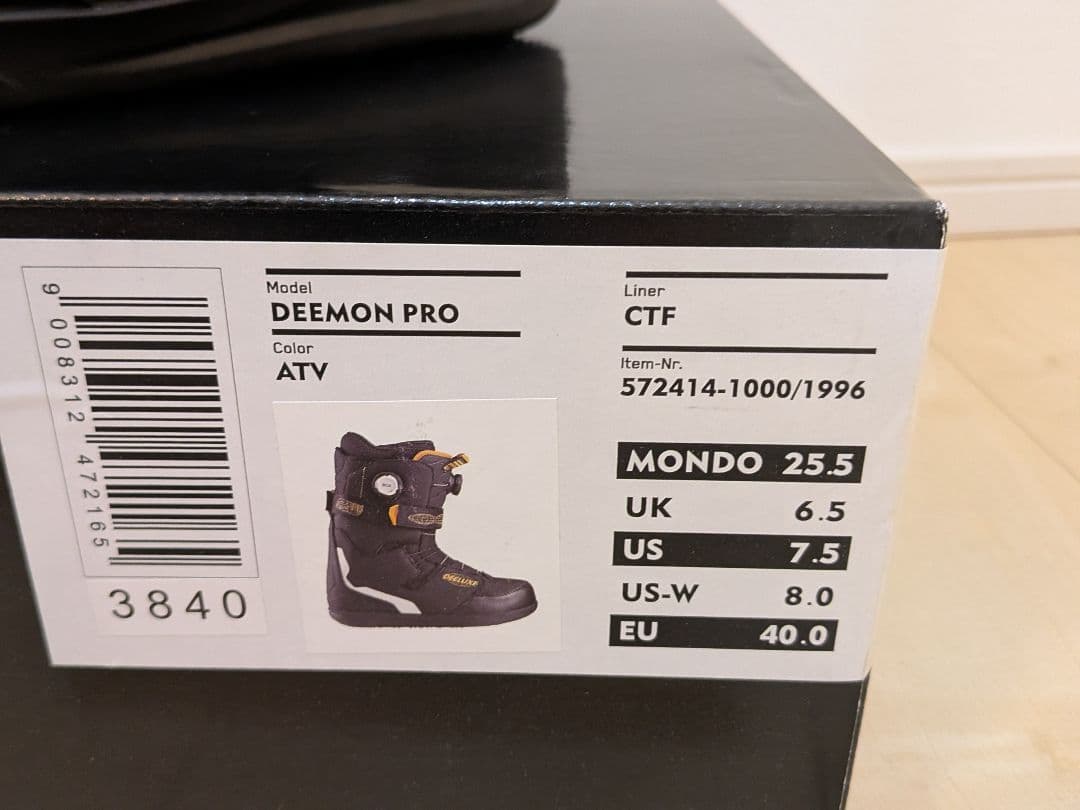 9 008312 472165
3840
Model
DEEMON PRO
Color
ATV
DEELUXE
Liner
CTF
Item-Nr.
572414-1000/1996
MONDO 25.5
UK 6.5
US 7.5
US-W 8.0
EU 40.0